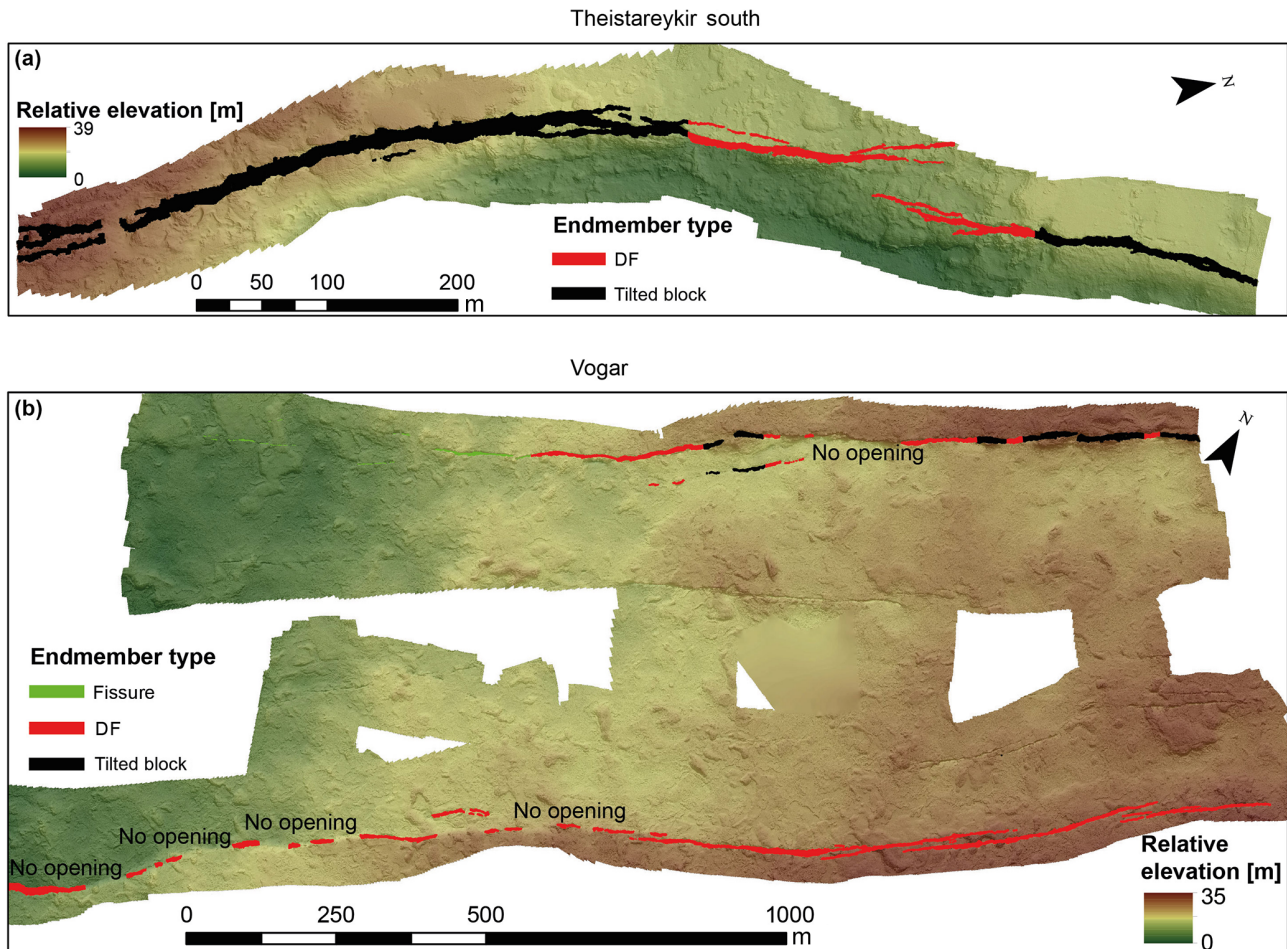 Theistareykir south
(a)
N
Relative elevation [m]
39
0
Endmember type
DF
Tilted block
0 50 100 200
m
Vogar
(b)
N
No opening
Endmember type
Fissure
DF
Tilted block
No opening
No opening
No opening
No opening
Relative
elevation [m]
35
0
0 250 500 1000
m